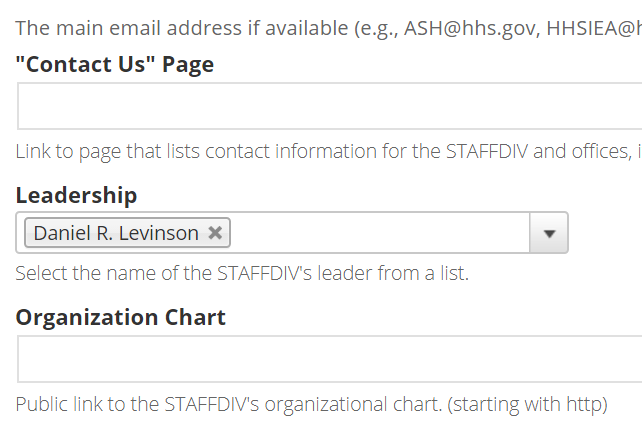 The main email address if available (e.g., ASH@hhs.gov, HHSIEA@h
"Contact Us" Page
Link to page that lists contact information for the STAFFDIV and offices, i
Leadership
Daniel R. Levinson ✖
Select the name of the STAFFDIV's leader from a list.
Organization Chart
Public link to the STAFFDIV's organizational chart. (starting with http)